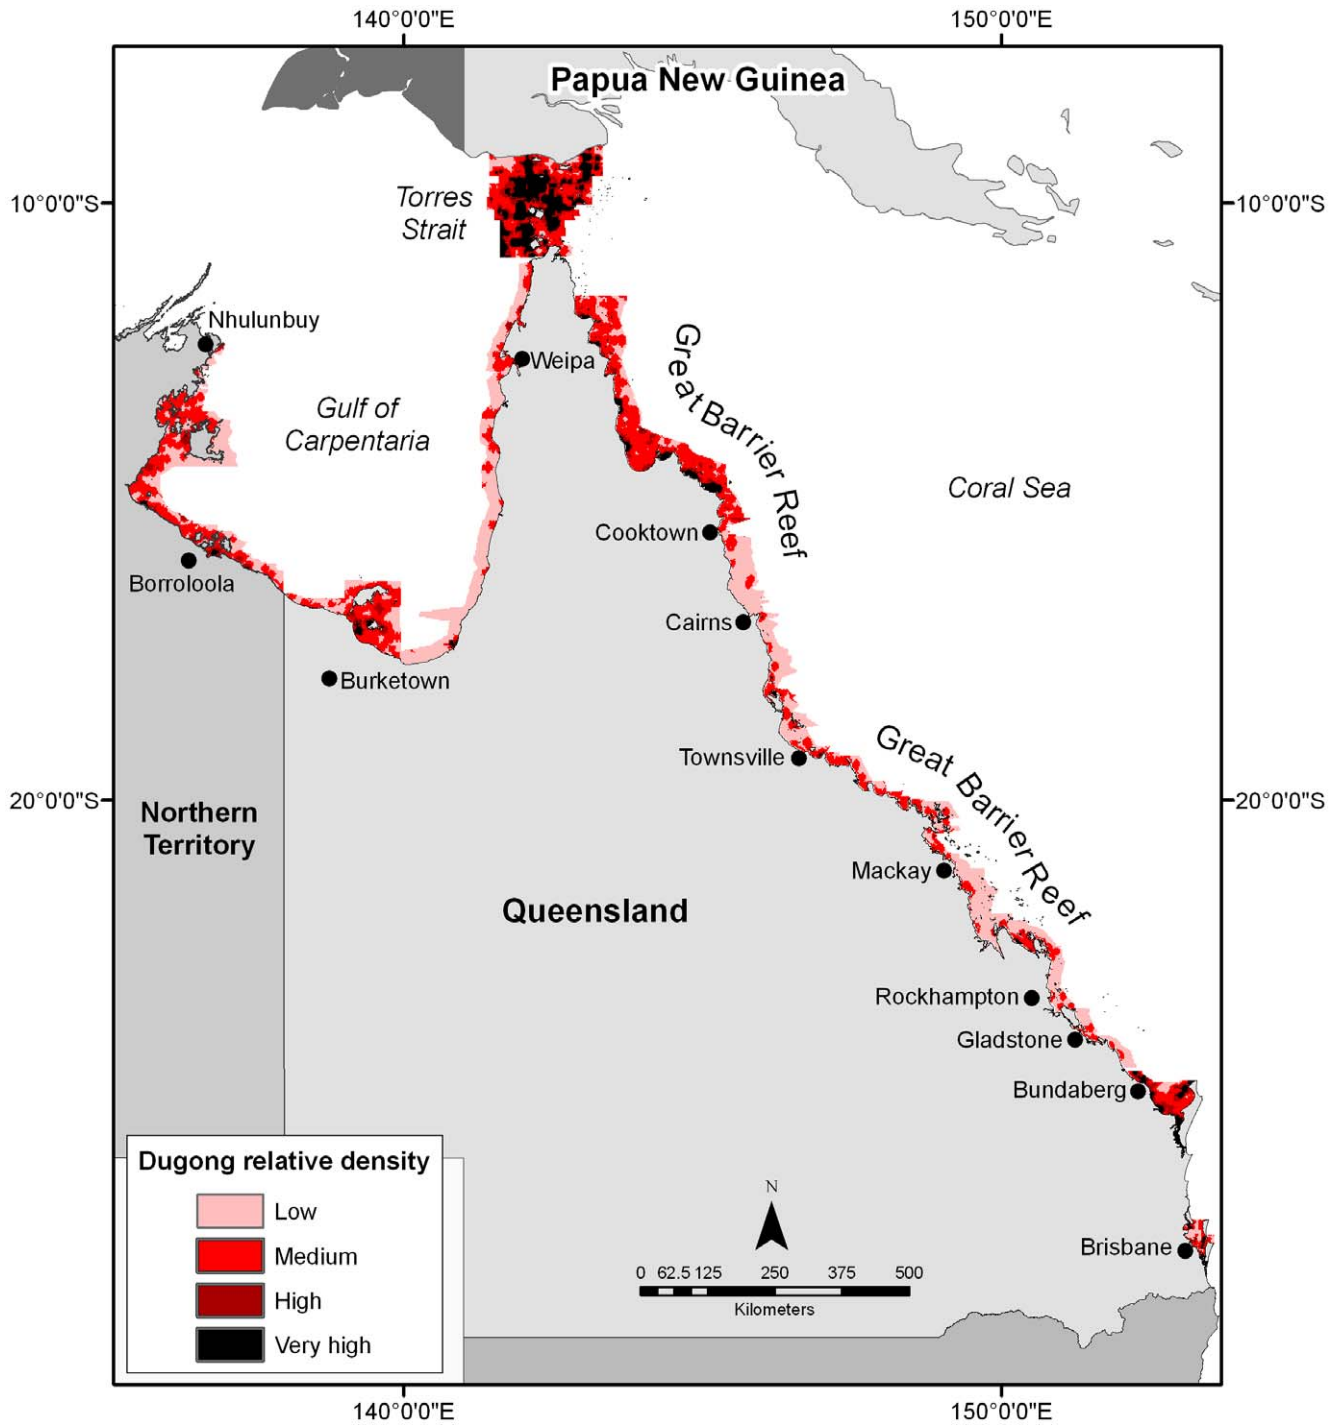 140°0'0"E
150°0'0"E
Papua New Guinea
10°0'0"S
10°0'0"S
Torres
Strait
Nhulunbuy
Weipa
Great Barrier Reef
Gulf of
Carpentaria
Coral Sea
Cooktown
Borroloola
Cairns
Burketown
Great Barrier Reef
Townsville
20°0'0"S
20°0'0"S
Northern
Territory
Mackay
Queensland
Rockhampton
Gladstone
Bundaberg
Dugong relative density
Low
Medium
High
Very high
N
Brisbane
0 62.5 125 250 375 500
Kilometers
140°0'0"E
150°0'0"E